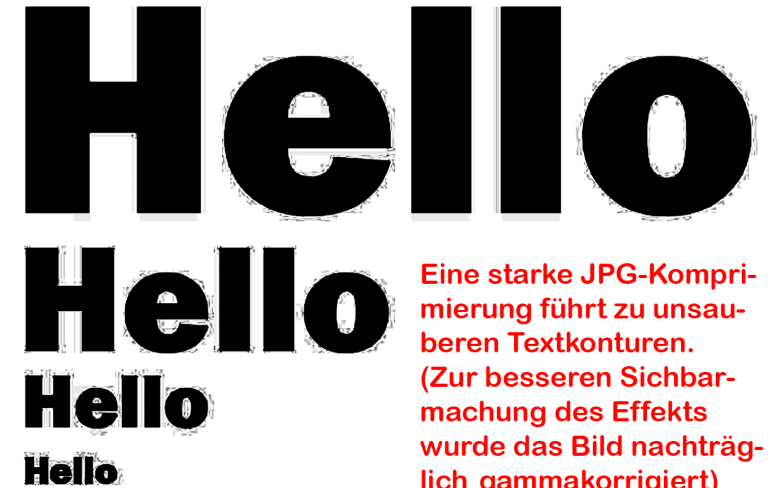 Hello
Hello
Hello
Hello
Eine starke JPG-Kompri-
mierung führt zu unsau-
beren Textkonturen.
(Zur besseren Sichbar-
machung des Effekts
wurde das Bild nachträg-
lich gammakorrigiert)